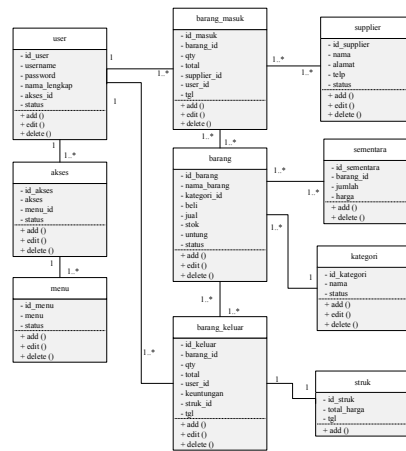 user
- id_user
- username
- password
- nama_lengkap
- akses_id
- status
+ add ()
+ edit ()
+ delete ()
1
1
1
1..*
barang_masuk
- id_masuk
- barang_id
- qty
- total
- supplier_id
- user_id
- tgl
+ add ()
+ edit ()
+ delete ()
1..*
1..*
1
supplier
- id_supplier
- nama
- alamat
- telp
- status
+ add ()
+ edit ()
+ delete ()
1..*
akses
- id_akses
- akses
- menu_id
- status
+ add ()
+ edit ()
+ delete ()
1
1..*
barang
- id_barang
- nama_barang
- kategori_id
- beli
- jual
- stok
- untung
- status
+ add ()
+ edit ()
+ delete ()
1..*
1..*
1
1..*
sementara
- id_sementara
- barang_id
- jumlah
- harga
+ add ()
+ delete ()
1..*
kategori
- id_kategori
- nama
- status
+ add ()
+ edit ()
+ delete ()
1
menu
- id_menu
- menu
- status
+ add ()
+ edit ()
+ delete ()
1..*
barang_keluar
- id_keluar
- barang_id
- qty
- total
- user_id
- keuntungan
- struk_id
- tgl
+ add ()
+ edit ()
+ delete ()
1
struk
- id_struk
- total_harga
- tgl
+ add ()
1